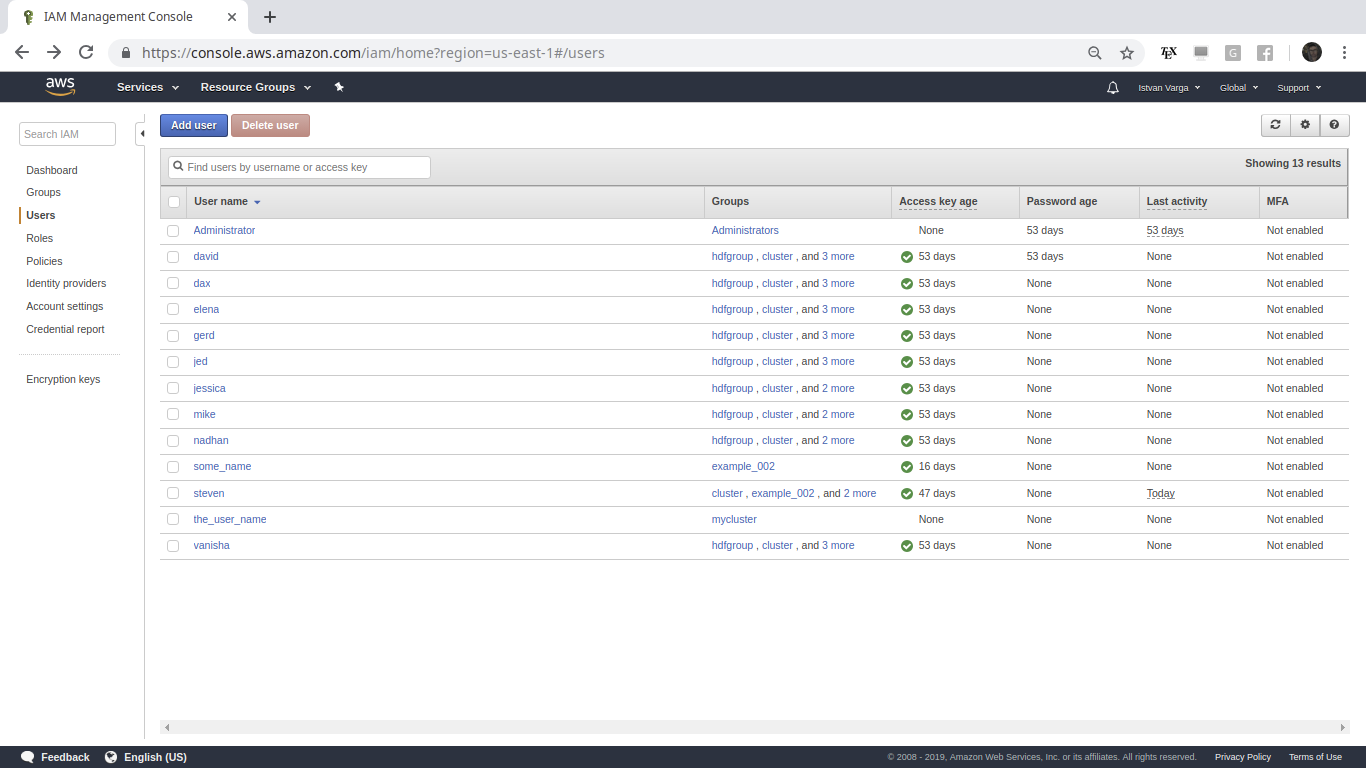 IAM Management Console
https://console.aws.amazon.com/iam/home?region=us-east-1#/users
TEX G
aws Services Resource Groups Istvan Varga Global Support
Search IAM
Dashboard
Groups
Users
Roles
Policies
Identity providers
Account settings
Credential report
Encryption keys
Add user Delete user
Find users by username or access key Showing 13 results
User name Groups Access key age Password age Last activity MFA
Administrator Administrators None 53 days 53 days Not enabled
david hdfgroup , cluster , and 3 more 53 days 53 days None Not enabled
dax hdfgroup , cluster , and 3 more 53 days None None Not enabled
elena hdfgroup , cluster , and 3 more 53 days None None Not enabled
gerd hdfgroup , cluster , and 3 more 53 days None None Not enabled
jed hdfgroup , cluster , and 3 more 53 days None None Not enabled
jessica hdfgroup , cluster , and 2 more 53 days None None Not enabled
mike hdfgroup , cluster , and 2 more 53 days None None Not enabled
nadhan hdfgroup , cluster , and 2 more 53 days None None Not enabled
some_name example_002 16 days None None Not enabled
steven cluster , example_002 , and 2 more 47 days None Today Not enabled
the_user_name mycluster None None None Not enabled
vanisha hdfgroup , cluster , and 3 more 53 days None None Not enabled
Feedback English (US) © 2008 - 2019, Amazon Web Services, Inc. or its affiliates. All rights reserved. Privacy Policy Terms of Use